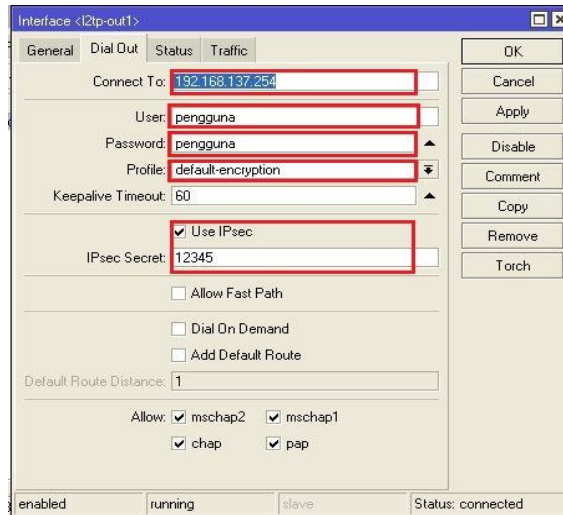 Interface <l2tp-out1>
General Dial Out Status Traffic
OK
Connect To: 192.168.137.254
Cancel
User: pengguna
Apply
Password: pengguna
Disable
Profile: default-encryption
Comment
Keepalive Timeout: 60
Copy
Use IPsec
Remove
IPsec Secret: 12345
Torch
Allow Fast Path
Dial On Demand
Add Default Route
Default Route Distance: 1
Allow: mschap2 mschap1
chap pap
enabled running slave Status: connected